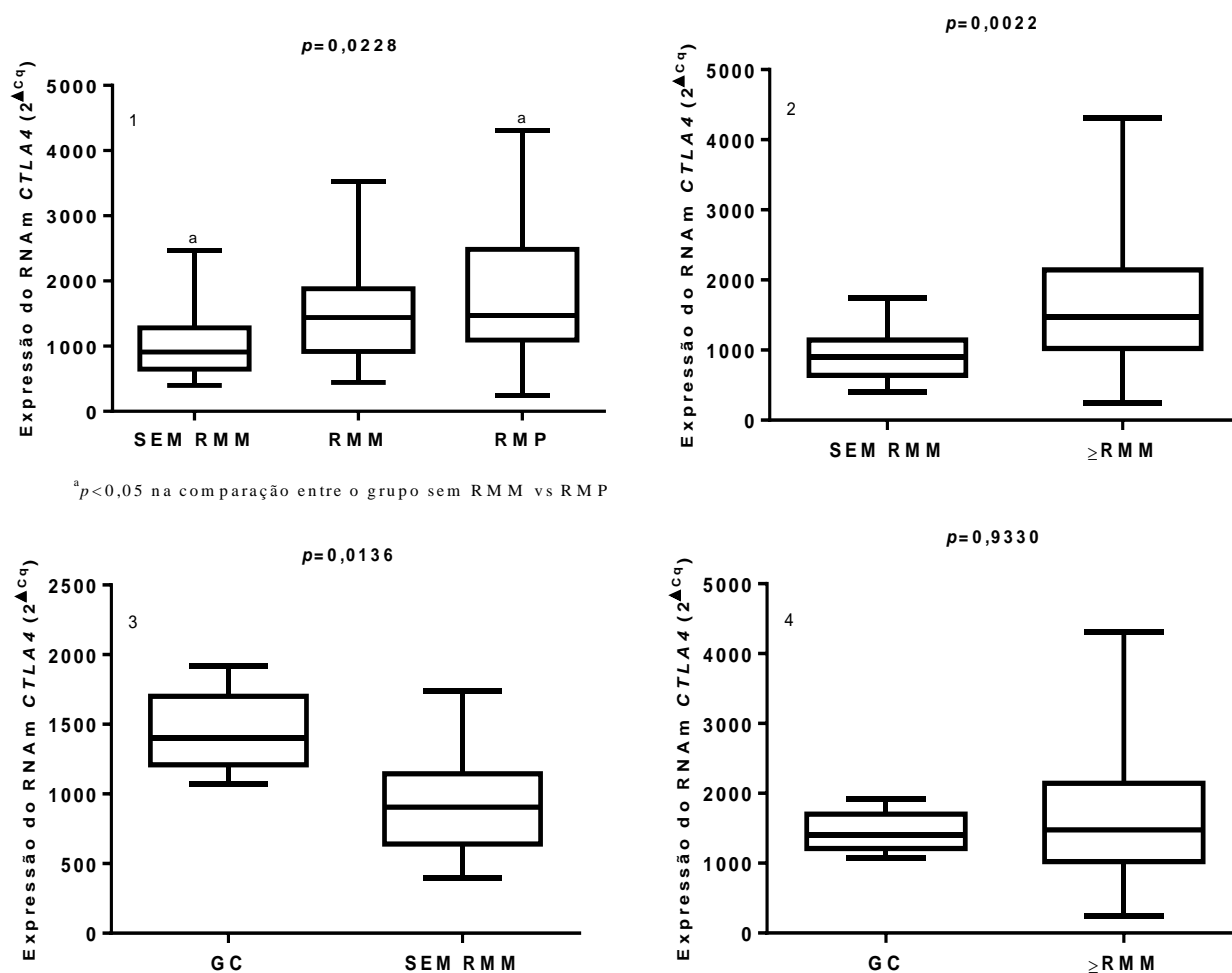 p=0,0228
Expressão do RNAm CTLA4 (2▲Cq)
1
5000
4000
3000
2000
1000
0
a
a
SEM RMM
RMM
RMP
ap<0,05 na comparação entre o grupo sem RMM vs RMP
p=0,0022
Expressão do RNAm CTLA4 (2▲Cq)
2
5000
4000
3000
2000
1000
0
SEM RMM
≥RMM
p=0,0136
Expressão do RNAm CTLA4 (2▲Cq)
3
2500
2000
1500
1000
500
0
GC
SEM RMM
p=0,9330
Expressão do RNAm CTLA4 (2▲Cq)
4
5000
4000
3000
2000
1000
0
GC
≥RMM